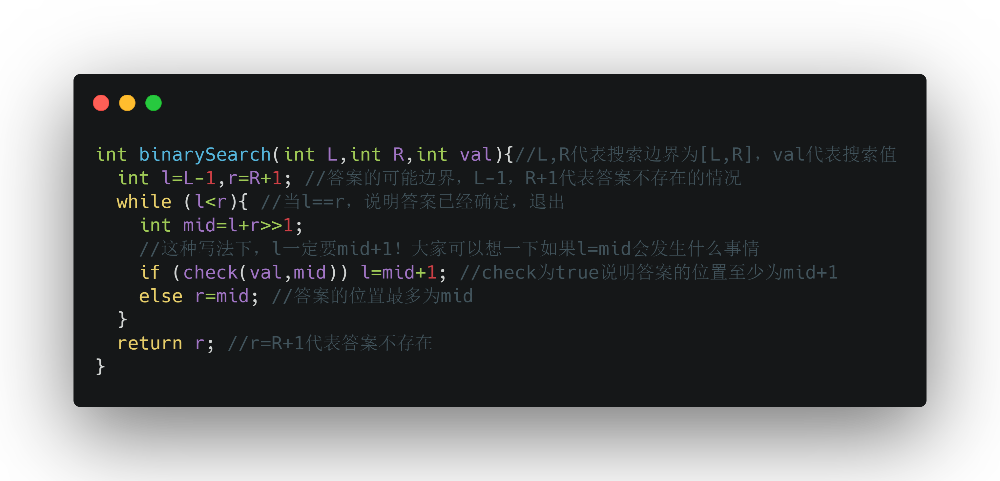 int binarySearch(int L,int R,int val){//L,R代表搜索边界为[L,R]，val代表搜索值
int l=L-1,r=R+1; //答案的可能边界，L-1，R+1代表答案不存在的情况
while (l<r){ //当l==r，说明答案已经确定，退出
int mid=l+r>>1;
//这种写法下，l一定要mid+1！大家可以想一下如果l=mid会发生什么事情
if (check(val,mid)) l=mid+1; //check为true说明答案的位置至少为mid+1
else r=mid; //答案的位置最多为mid
}
return r; //r=R+1代表答案不存在
}